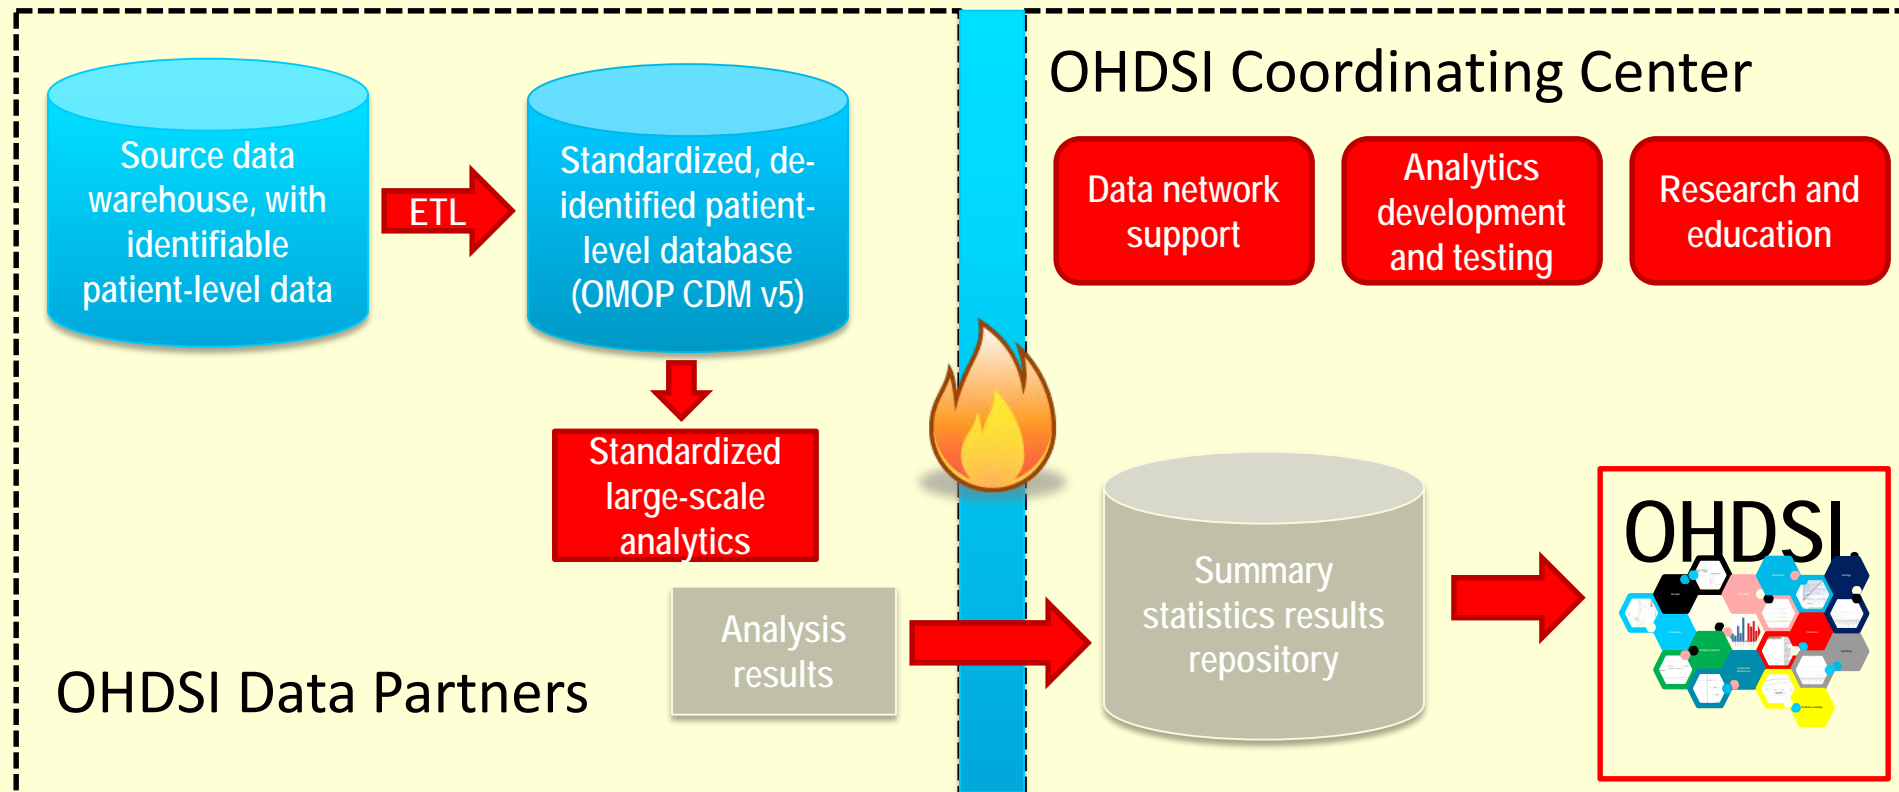 Source data
warehouse, with
identifiable
patient-level data
ETL
Standardized, de-
identified patient-
level database
(OMOP CDM v5)
Standardized
large-scale
analytics
Analysis
results
OHDSI Data Partners
OHDSI Coordinating Center
Data network
support
Analytics
development
and testing
Research and
education
Summary
statistics results
repository
OHDSI